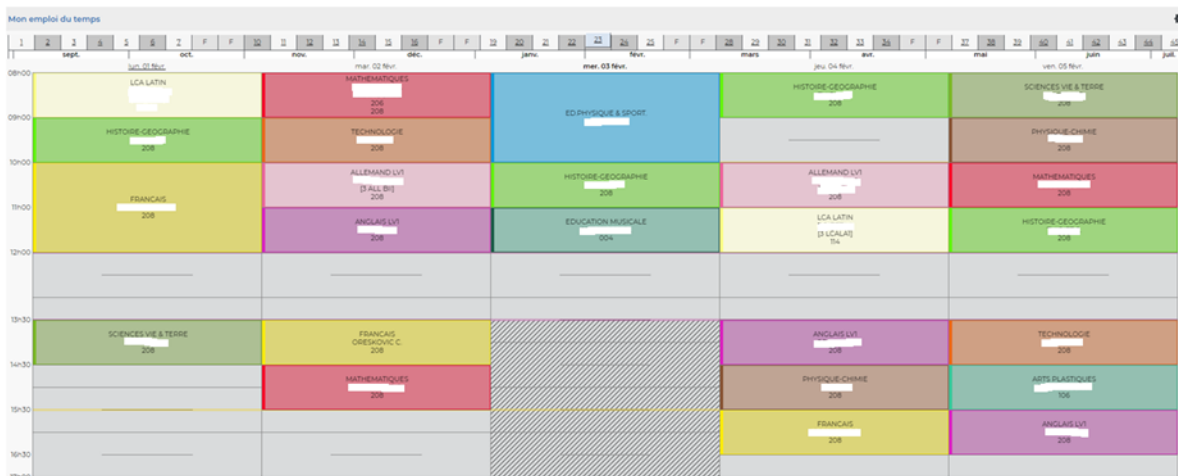 Mon emploi du temps
1 2 3 4 5 6 7 F F 10 11 12 13 14 15 16 F F 19 20 21 22 23 24 25 F F 28 29 30 31 32 33 34 F F 37 38 39 40 41 42 43 44 45
sept. oct. nov. déc. janv. févr. mars avr. mai juin juil.
lun. 01 févr. mar. 02 févr. mer. 03 févr. jeu. 04 févr. ven. 05 févr.
08h00
LCA LATIN
MATHEMATIQUES
206
208
ED.PHYSIQUE & SPORT.
HISTOIRE-GEOGRAPHIE
208
SCIENCES VIE & TERRE
208
09h00
HISTOIRE-GEOGRAPHIE
208
TECHNOLOGIE
208
PHYSIQUE-CHIMIE
208
10h00
FRANCAIS
208
ALLEMAND LV1
[3 ALL BI]
208
HISTOIRE-GEOGRAPHIE
208
ALLEMAND LV1
208
MATHEMATIQUES
208
11h00
ANGLAIS LV1
208
EDUCATION MUSICALE
004
LCA LATIN
[3 LCALAT]
114
HISTOIRE-GEOGRAPHIE
208
12h00
13h30
SCIENCES VIE & TERRE
208
FRANCAIS
ORESKOVIC C.
208
ANGLAIS LV1
208
TECHNOLOGIE
208
14h30
MATHEMATIQUES
208
PHYSIQUE-CHIMIE
208
ARTS PLASTIQUES
106
15h30
FRANCAIS
208
ANGLAIS LV1
208
16h30